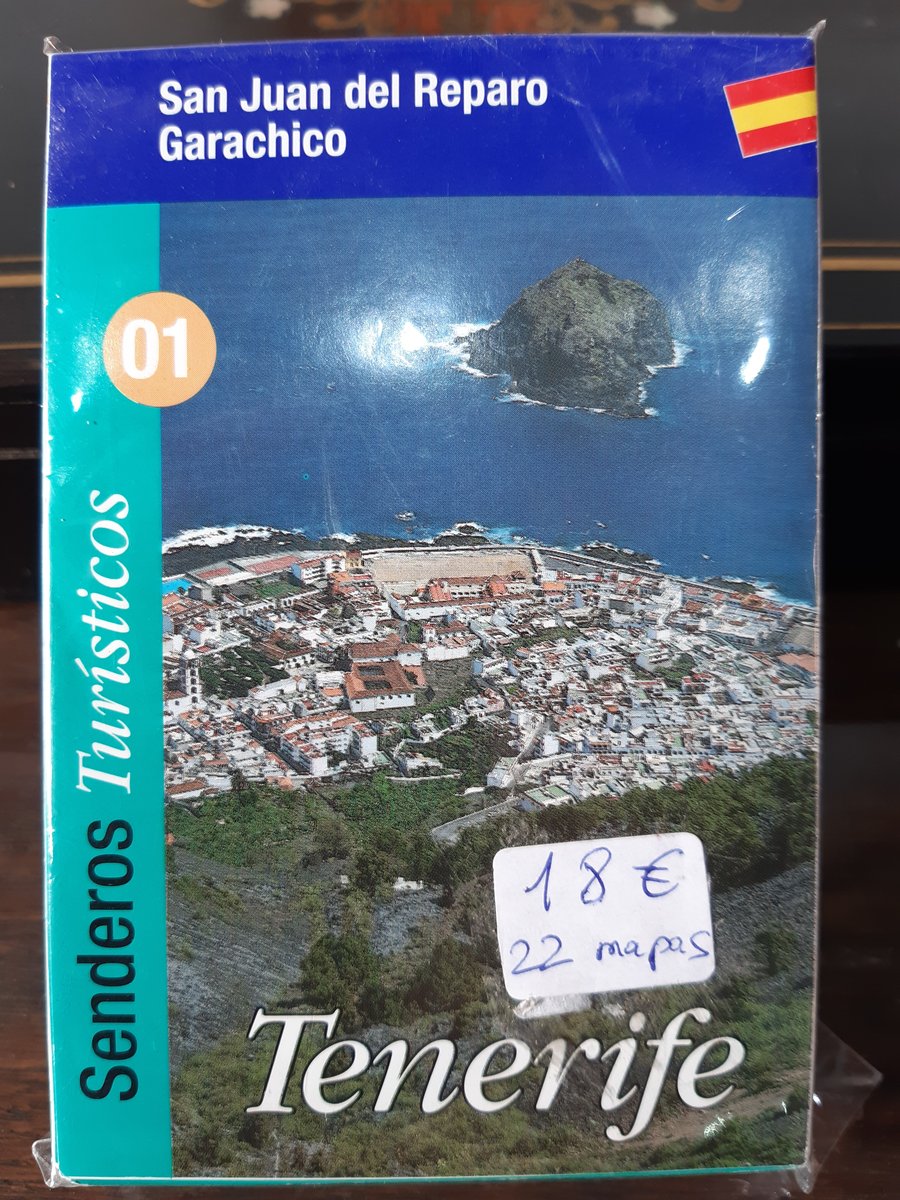 San Juan del Reparo
Garachico
01
Senderos Turísticos
18 €
22 mapas
Tenerife